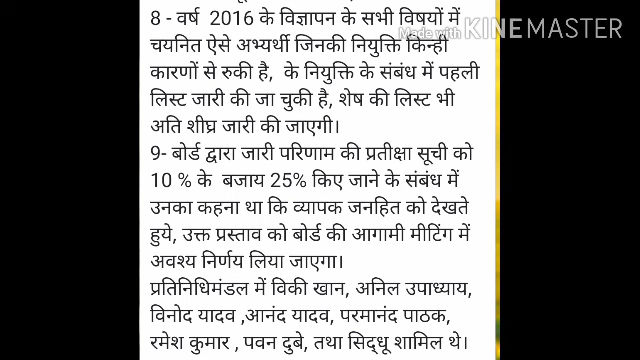 8 - वर्ष 2016 के विज्ञापन के सभी विषयों में
Made with KINEMASTER
चयनित ऐसे अभ्यर्थी जिनकी नियुक्ति किन्ही
कारणों से रुकी है, के नियुक्ति के संबंध में पहली
लिस्ट जारी की जा चुकी है, शेष की लिस्ट भी
अति शीघ्र जारी की जाएगी।
9- बोर्ड द्वारा जारी परिणाम की प्रतीक्षा सूची को
10 % के बजाय 25% किए जाने के संबंध में
उनका कहना था कि व्यापक जनहित को देखते
हुये, उक्त प्रस्ताव को बोर्ड की आगामी मीटिंग में
अवश्य निर्णय लिया जाएगा।
प्रतिनिधिमंडल में विकी खान, अनिल उपाध्याय,
विनोद यादव ,आनंद यादव, परमानंद पाठक,
रमेश कुमार , पवन दुबे, तथा सिद्धू शामिल थे।